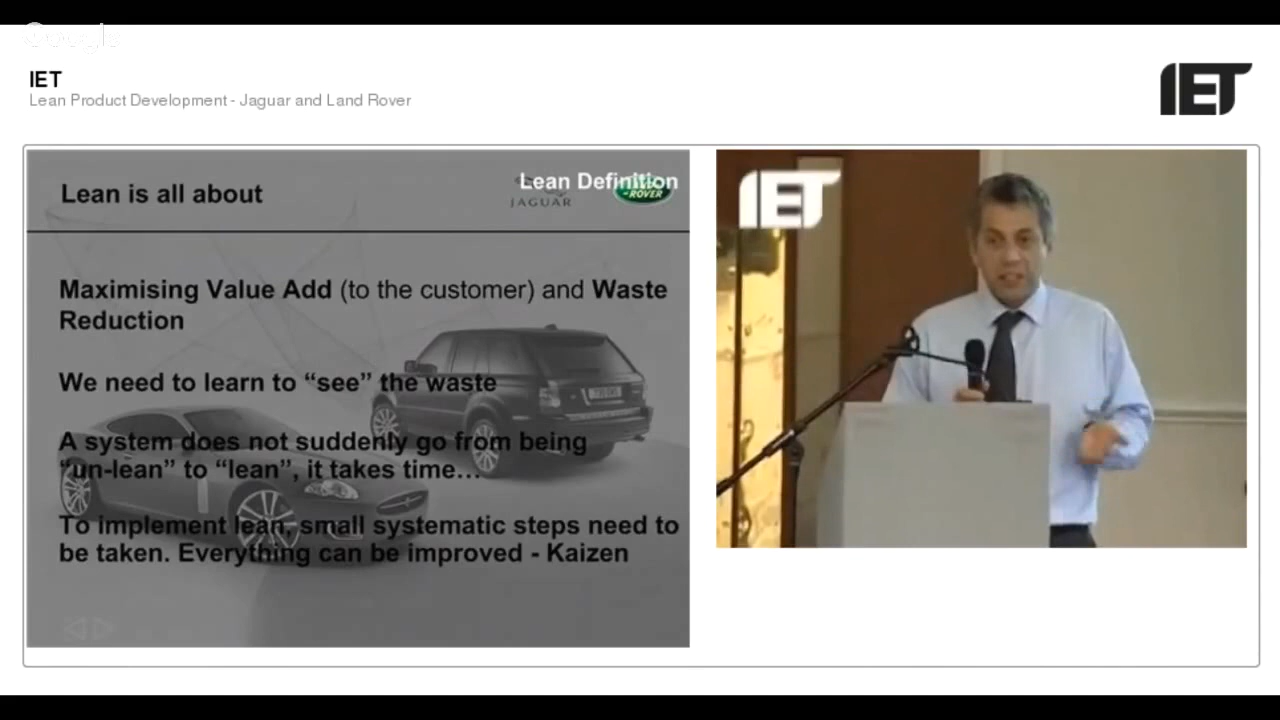 Google
IET
Lean Product Development - Jaguar and Land Rover
IET
Lean is all about
Lean Definition
JAGUAR
ROVER
Maximising Value Add (to the customer) and Waste
Reduction
We need to learn to “see” the waste
A system does not suddenly go from being
“un-lean” to “lean”, it takes time…
To implement lean, small systematic steps need to
be taken. Everything can be improved - Kaizen
IET